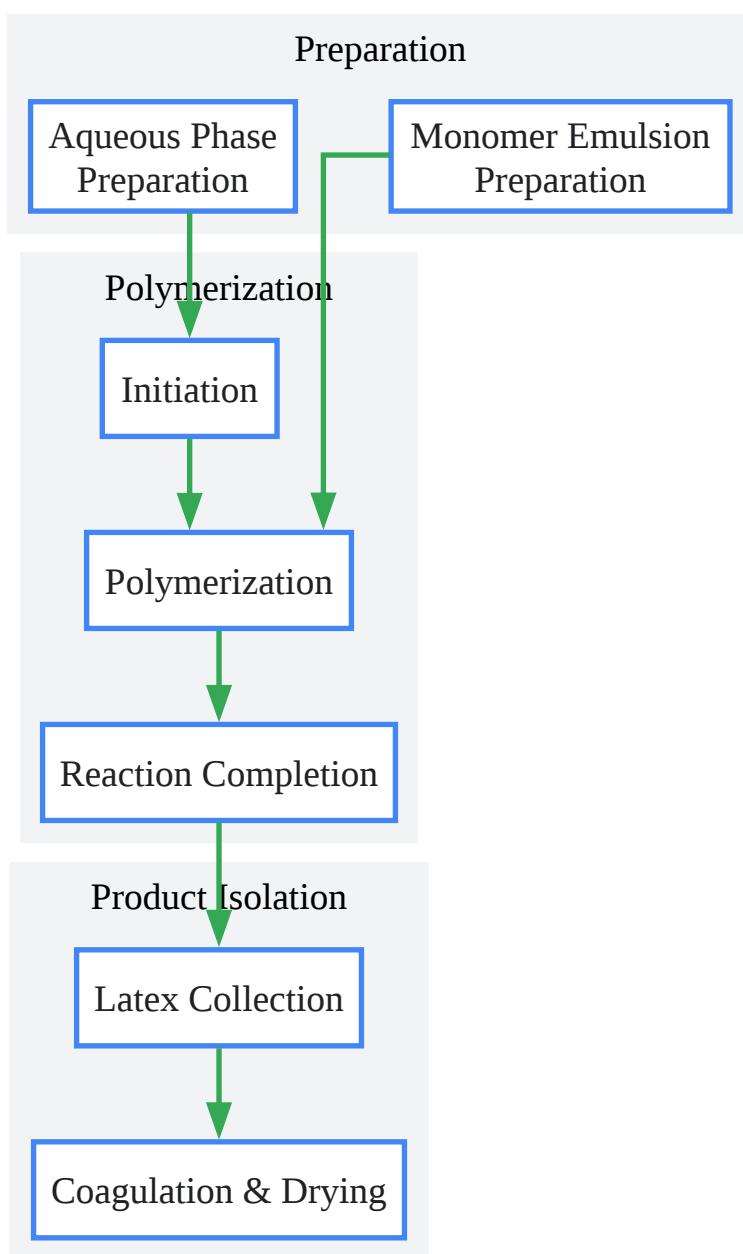 Preparation
Aqueous Phase
Preparation
Monomer Emulsion
Preparation
Polymerization
Initiation
Polymerization
Reaction Completion
Product Isolation
Latex Collection
Coagulation & Drying